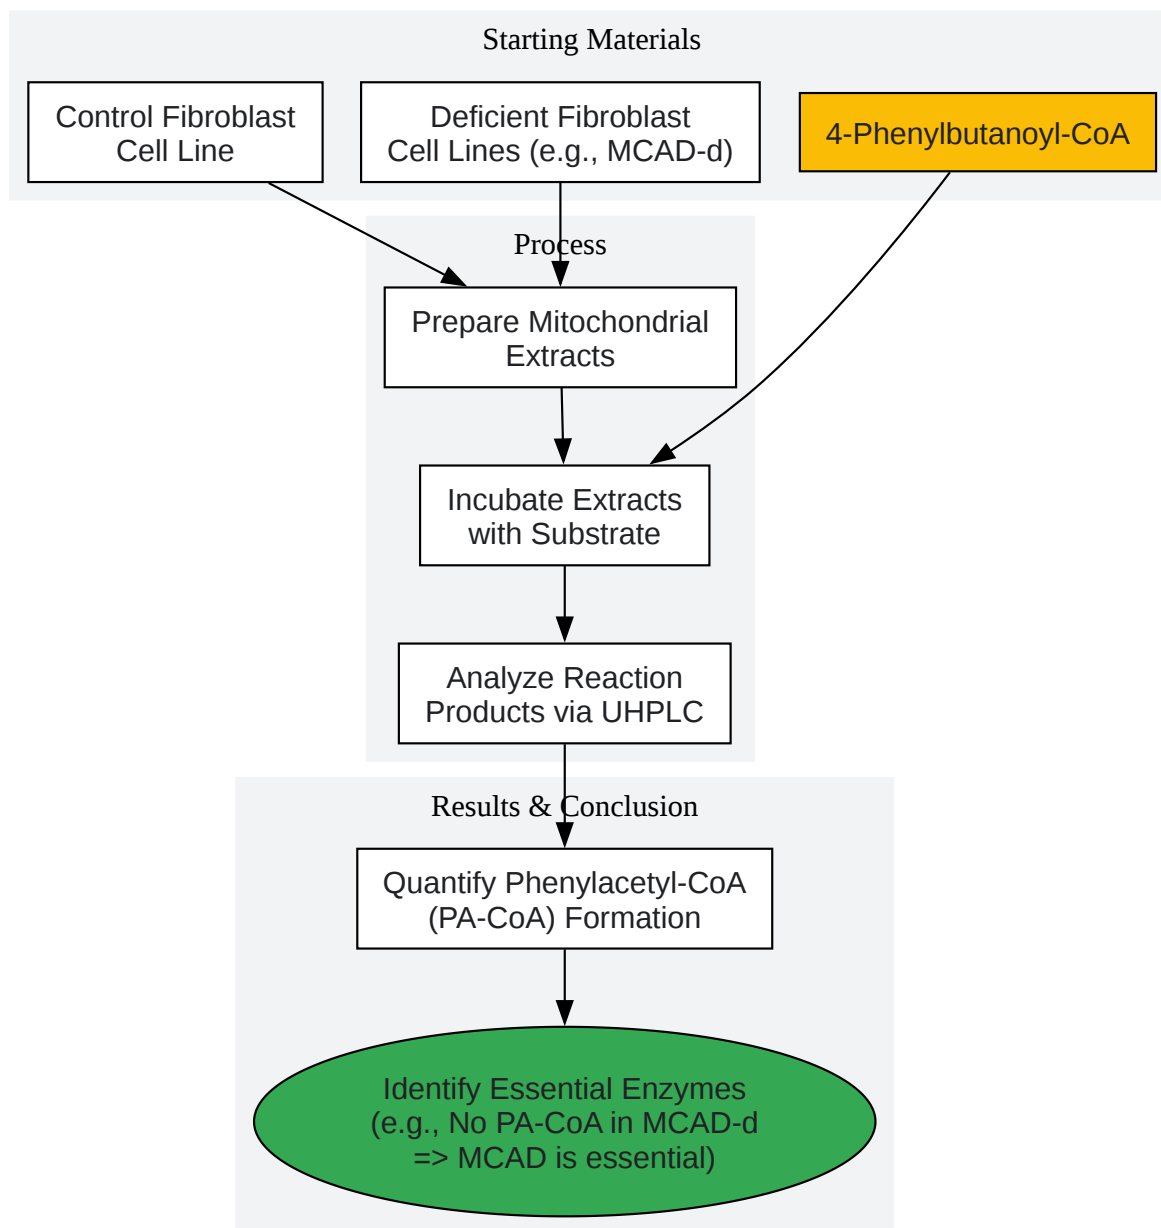 Starting Materials
Control Fibroblast
Cell Line
Deficient Fibroblast
Cell Lines (e.g., MCAD-d)
4-Phenylbutanoyl-CoA
Process
Prepare Mitochondrial
Extracts
Incubate Extracts
with Substrate
Analyze Reaction
Products via UHPLC
Results & Conclusion
Quantify Phenylacetyl-CoA
(PA-CoA) Formation
Identify Essential Enzymes
(e.g., No PA-CoA in MCAD-d
=> MCAD is essential)